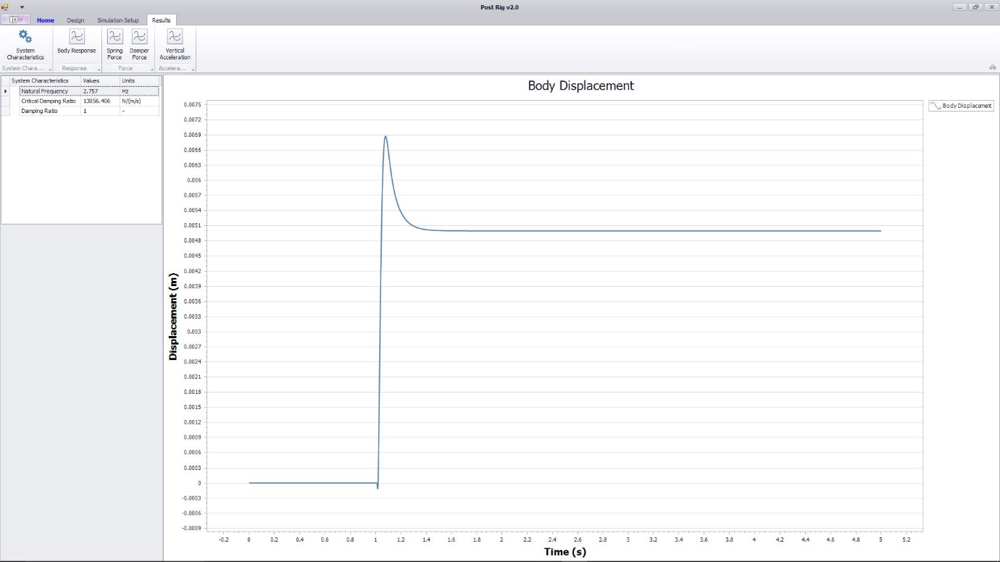 Post Rig v2.0
Home Design Simulation Setup Results
System Characteristics
Body Response
Spring Force
Damper Force
Vertical Acceleration
System Chara...
Response
Force
Accelera...
System Characteristics Values Units
Natural Frequency 2.757 Hz
Critical Damping Ratio 13856.406 N/(m/s)
Damping Ratio 1 -
Body Displacement
Body Displacement
Displacement (m)
0.0075
0.0072
0.0069
0.0066
0.0063
0.006
0.0057
0.0054
0.0051
0.0048
0.0045
0.0042
0.0039
0.0036
0.0033
0.003
0.0027
0.0024
0.0021
0.0018
0.0015
0.0012
0.0009
0.0006
0.0003
0
-0.0003
-0.0006
-0.0009
-0.2 0 0.2 0.4 0.6 0.8 1 1.2 1.4 1.6 1.8 2 2.2 2.4 2.6 2.8 3 3.2 3.4 3.6 3.8 4 4.2 4.4 4.6 4.8 5 5.2
Time (s)